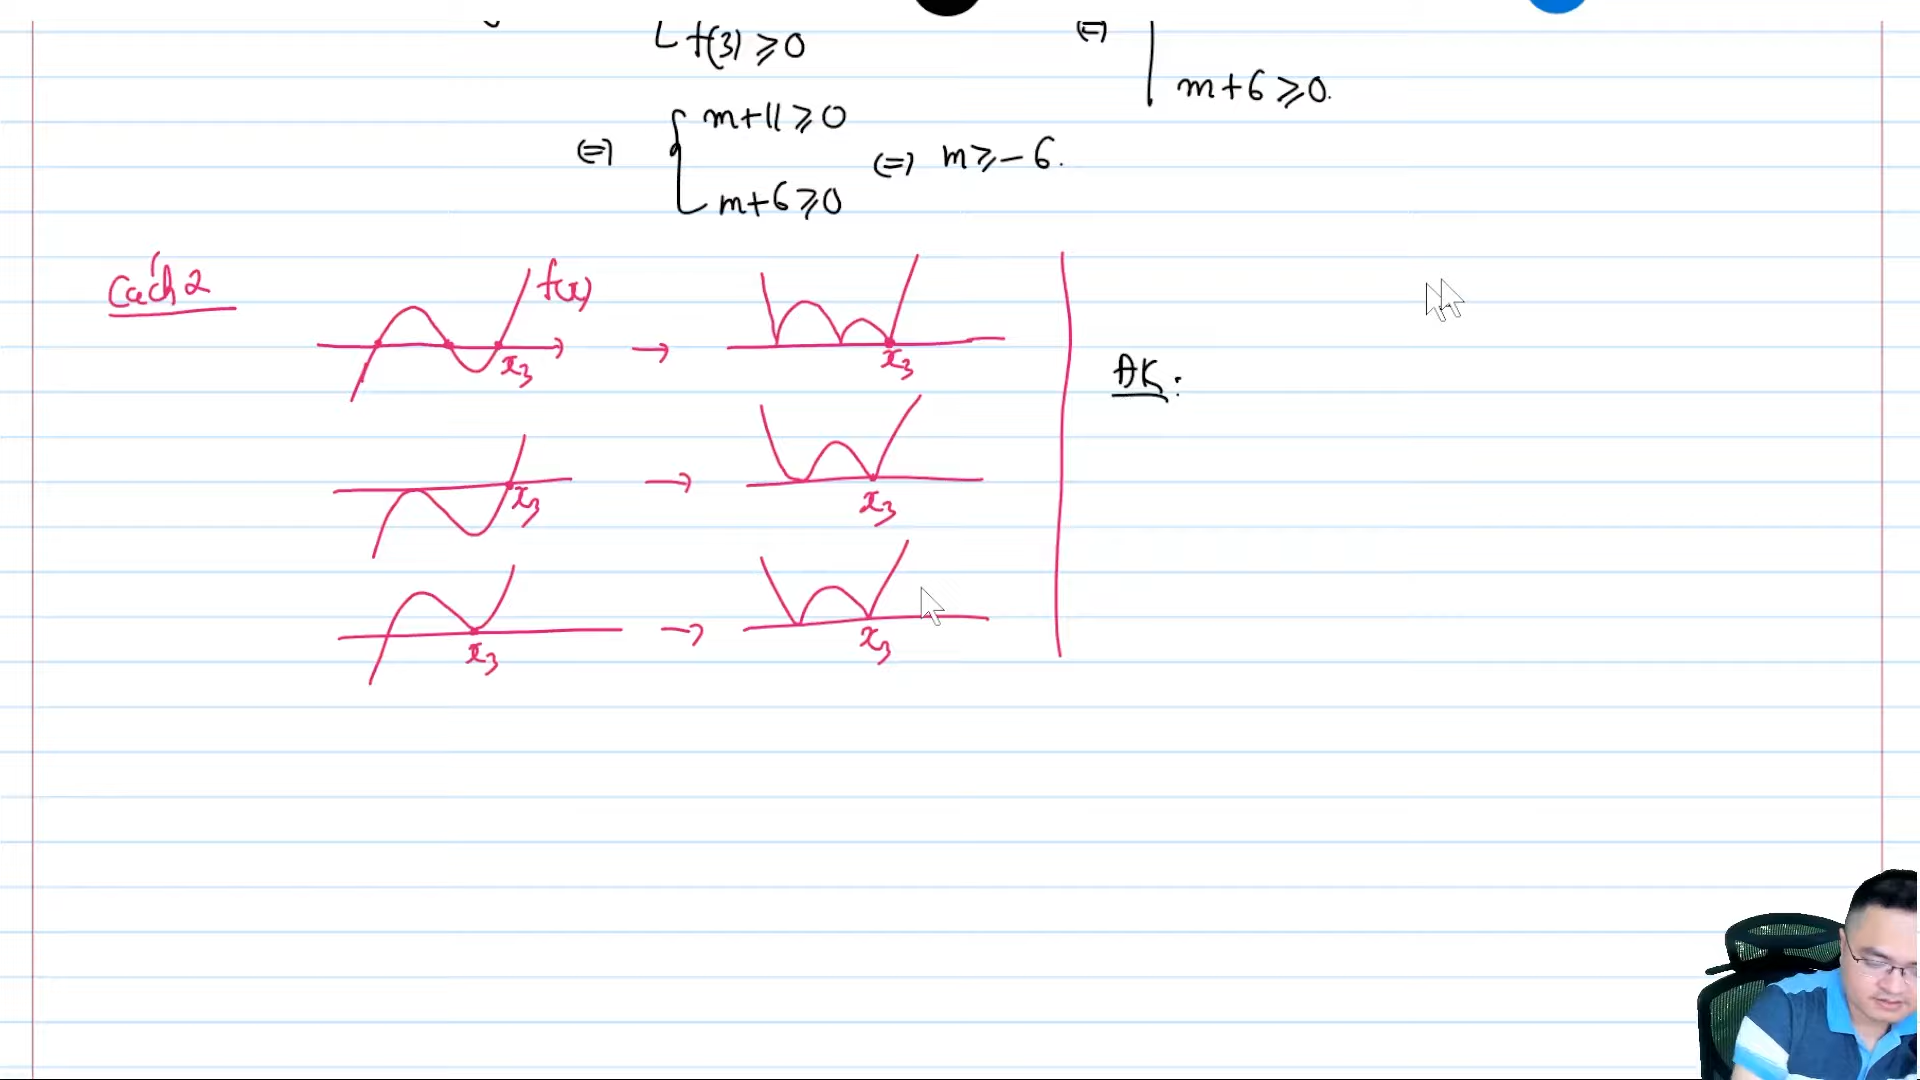 f(3) ⩾ 0
(=)
m+6 ⩾ 0.
(=) { m+11 ⩾ 0
m+6 ⩾ 0
(=) m ⩾ -6.
Cách 2
f(x)
x₃ → x₃
x₃ → x₃
x₃ → x₃
ĐK: